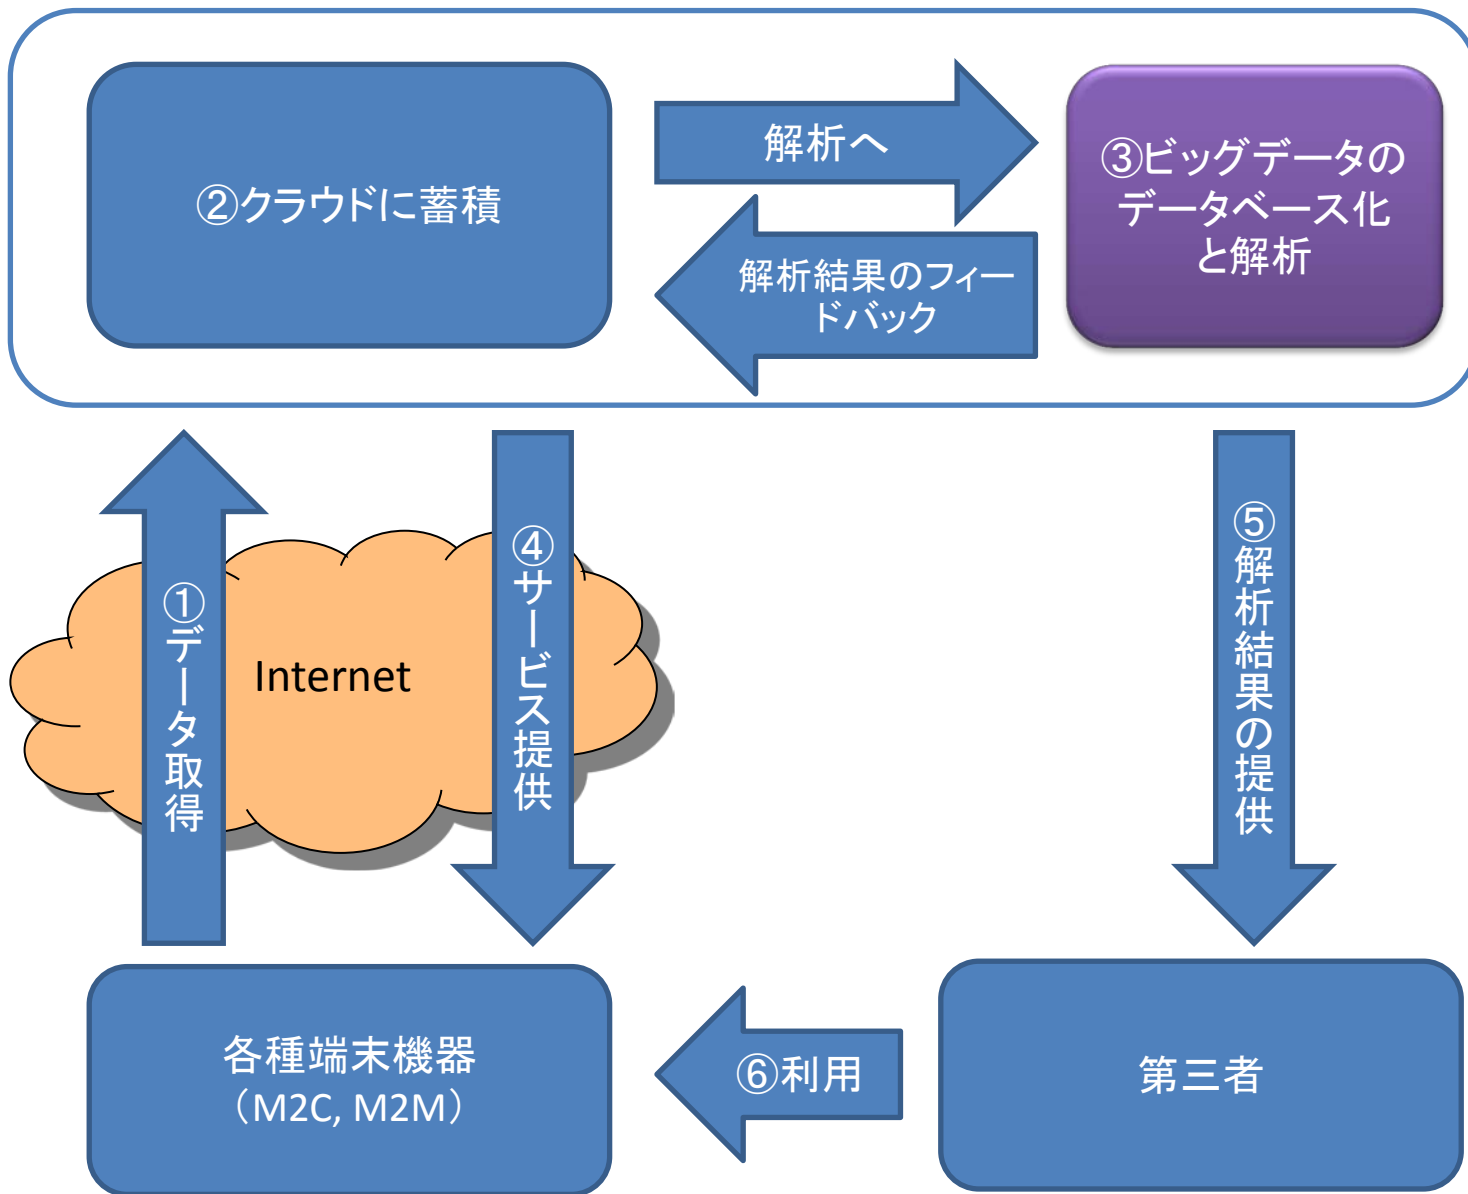 ②クラウドに蓄積
解析へ
③ビッグデータの
データベース化
と解析
解析結果のフィー
ドバック
①データ取得
Internet
④サービス提供
⑤解析結果の提供
各種端末機器
（M2C, M2M）
⑥利用
第三者